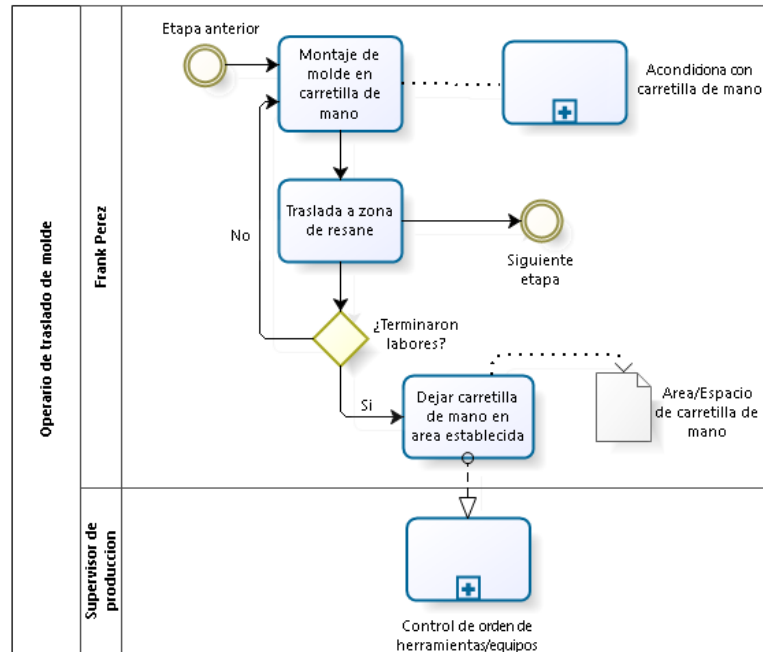 Operario de traslado de molde
Frank Perez
Etapa anterior
Montaje de
molde en
carretilla de
mano
Acondiciona con
carretilla de mano
Traslada a zona
de resane
No
Siguiente
etapa
¿Terminaron
labores?
Si
Dejar carretilla
de mano en
area establecida
Area/Espacio
de carretilla de
mano
Supervisor de
produccion
Control de orden de
herramientas/equipos